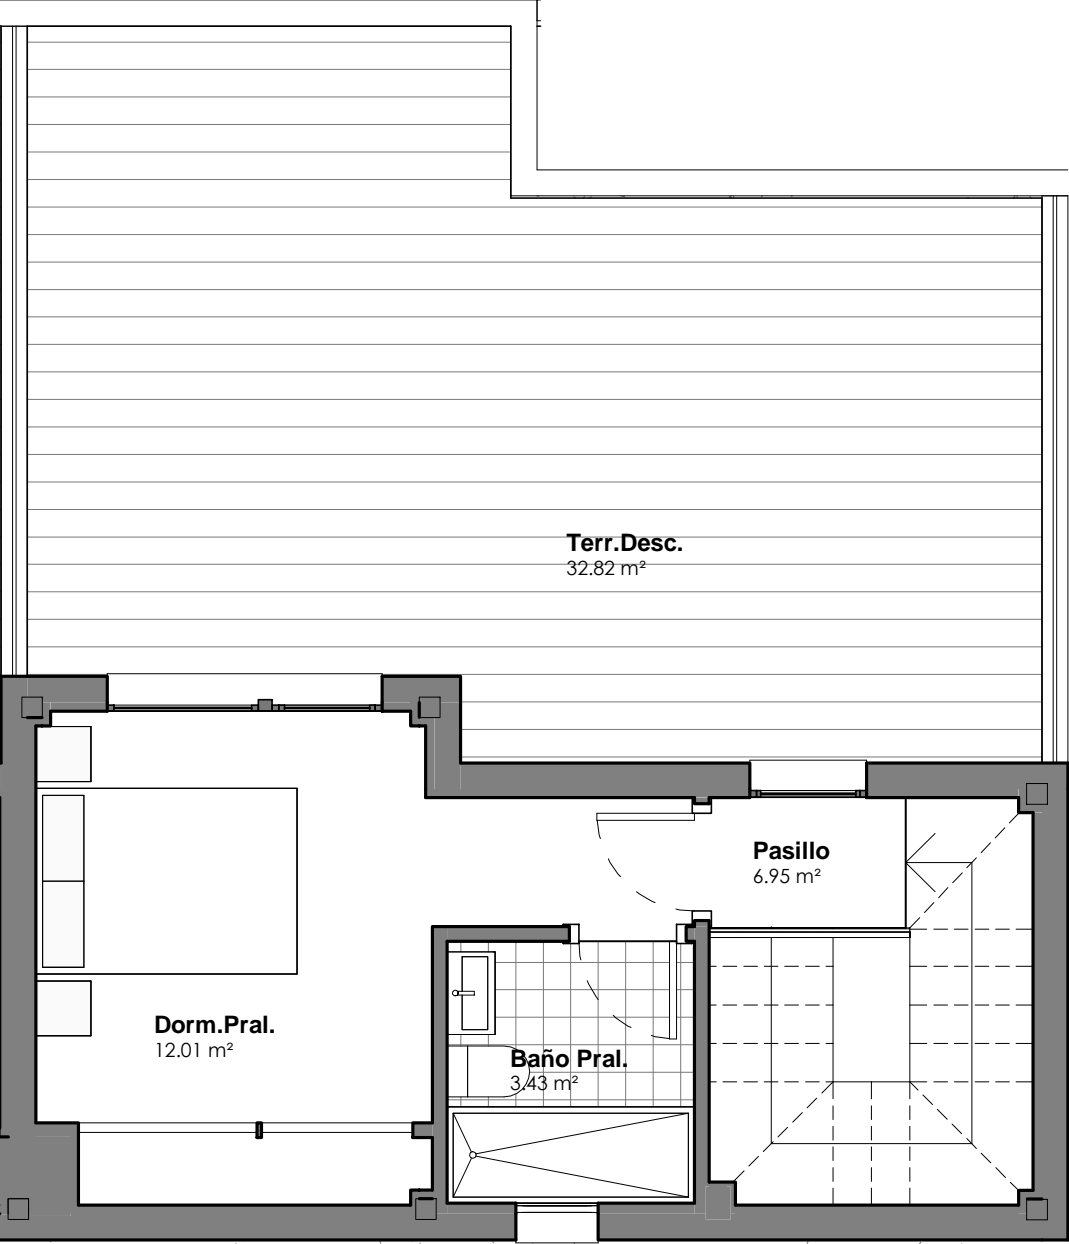 Terr.Desc.
32.82 m²
Pasillo
6.95 m²
Dorm.Pral.
12.01 m²
Baño Pral.
3.43 m²